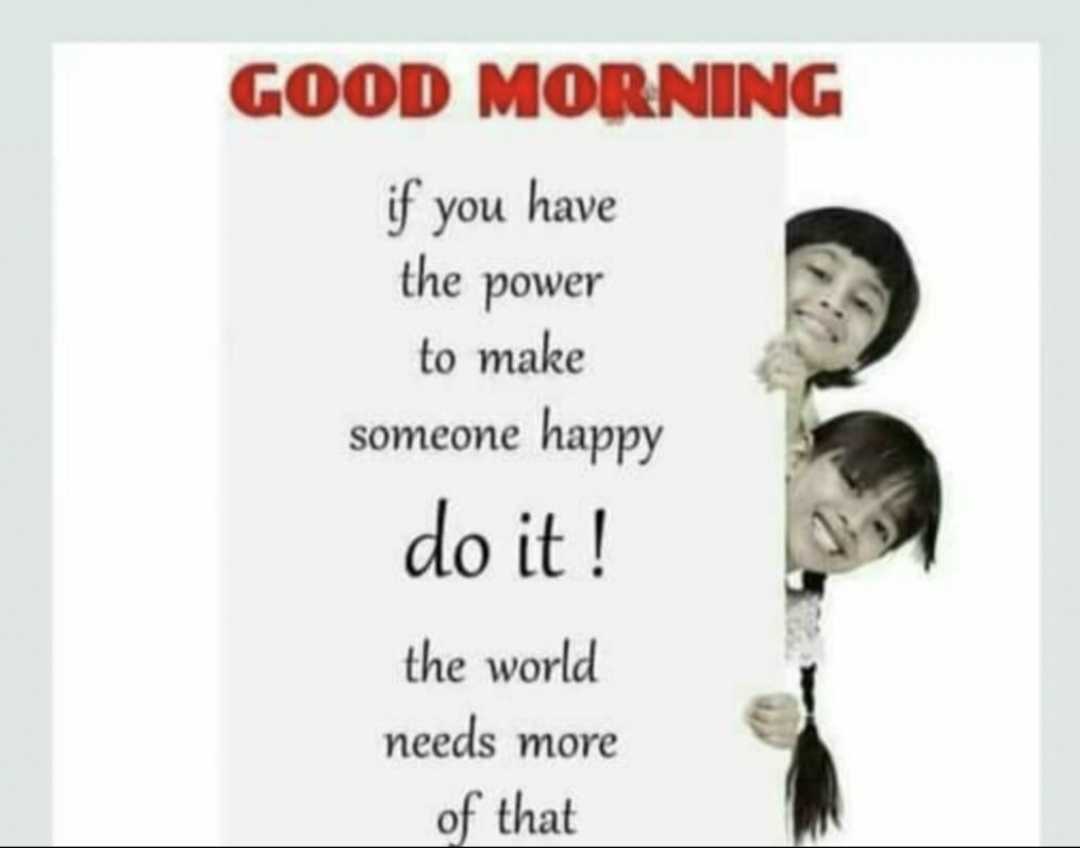 GOOD MORNING
if you have
the power
to make
someone happy
do it !
the world
needs more
of that